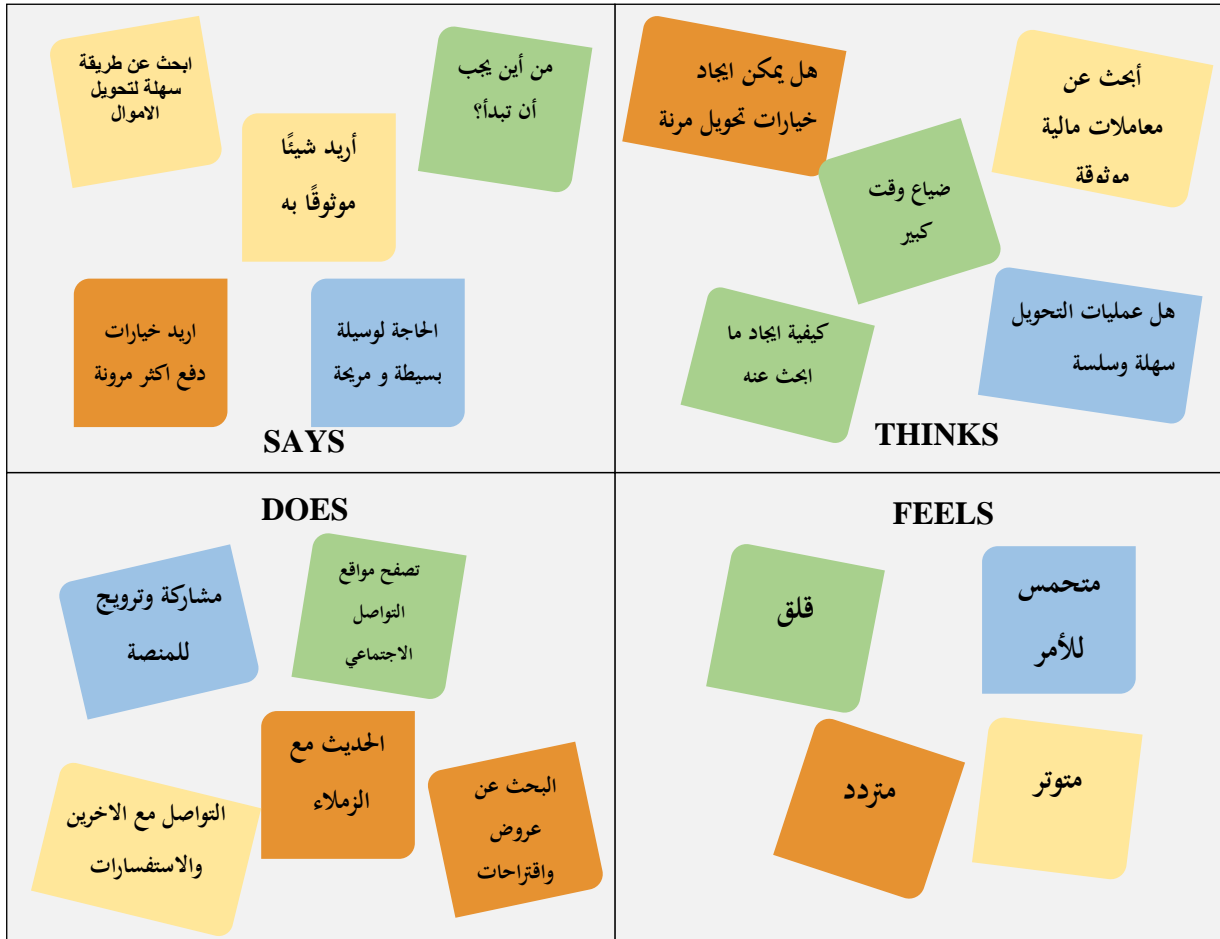 ابحث عن طريقة
سهلة لتحويل
الاموال
أريد شيئًا
موثوقًا به
من أين يجب
أن تبدأ؟
اريد خيارات
دفع اكثر مرونة
الحاجة لوسيلة
بسيطة و مريحة
SAYS
هل يمكن ايجاد
خيارات تحويل مرنة
أبحث عن
معاملات مالية
موثوقة
ضياع وقت
كبير
كيفية ايجاد ما
ابحث عنه
هل عمليات التحويل
سهلة وسلسة
THINKS
DOES
مشاركة وترويج
للمنصة
تصفح مواقع
التواصل
الاجتماعي
الحديث مع
الزملاء
التواصل مع الاخرين
والاستفسارات
البحث عن
عروض
واقتراحات
FEELS
قلق
متحمس
للأمر
متردد
متوتر